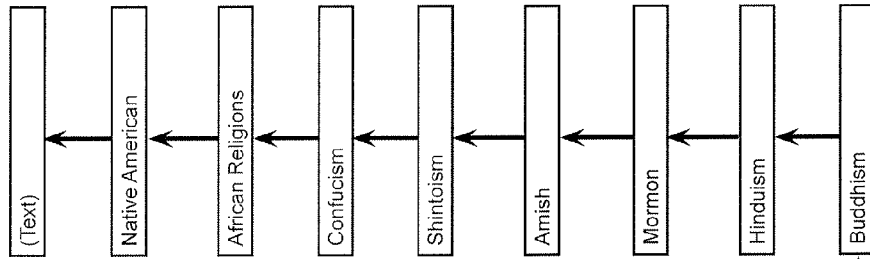 (Text)
Native American
African Religions
Confucism
Shintoism
Amish
Mormon
Hinduism
Buddhism